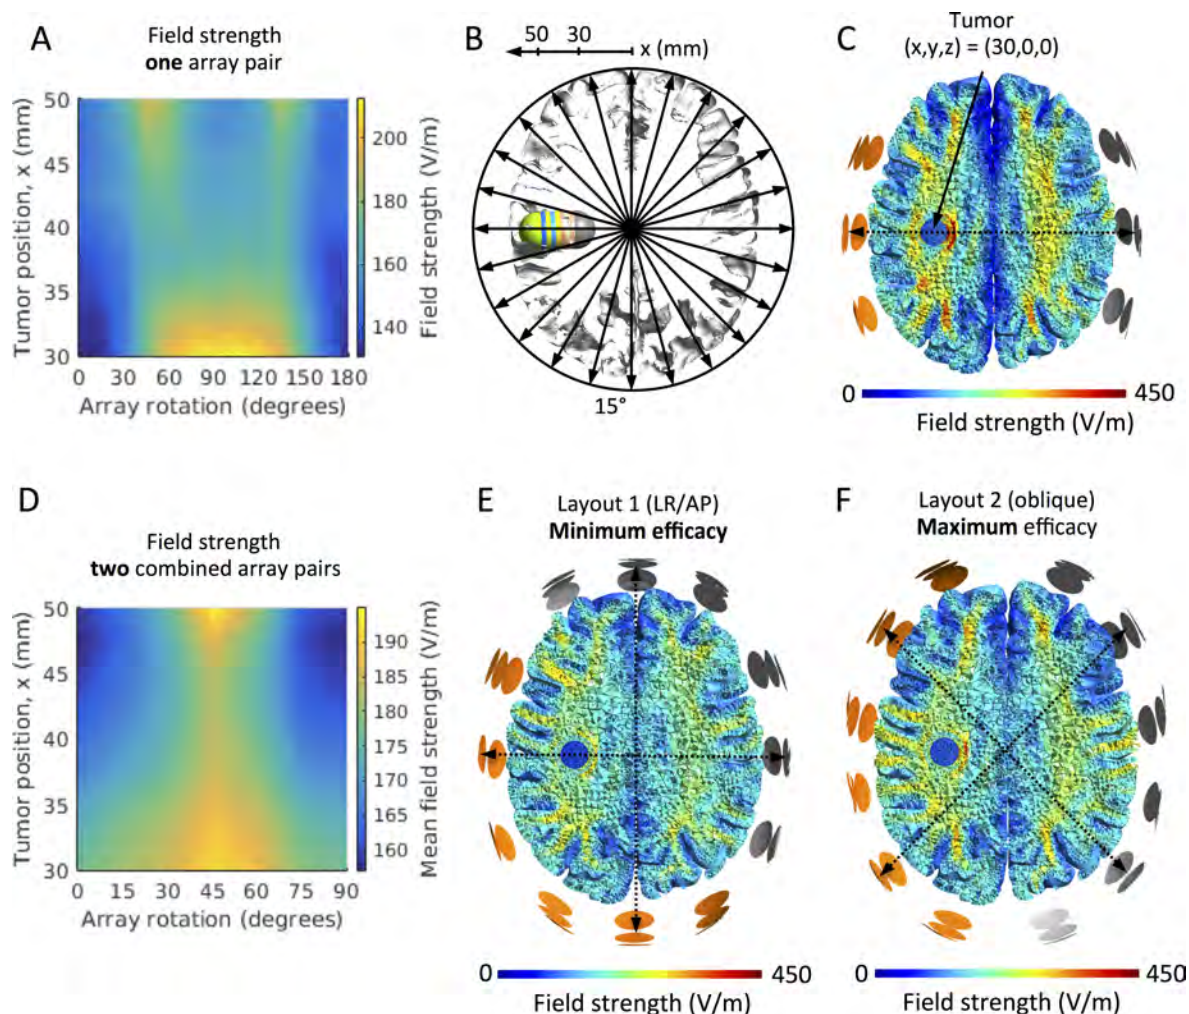 A
Field strength
one array pair
50
45
40
35
30
Tumor position, x (mm)
0 30 60 90 120 150 180
Array rotation (degrees)
200
180
160
140
Field strength (V/m)
B
50 30 x (mm)
15°
C
Tumor
(x,y,z) = (30,0,0)
0 450
Field strength (V/m)
D
Field strength
two combined array pairs
50
45
40
35
30
Tumor position, x (mm)
0 15 30 45 60 75 90
Array rotation (degrees)
190
185
180
175
170
165
160
Mean field strength (V/m)
E
Layout 1 (LR/AP)
Minimum efficacy
0 450
Field strength (V/m)
F
Layout 2 (oblique)
Maximum efficacy
0 450
Field strength (V/m)